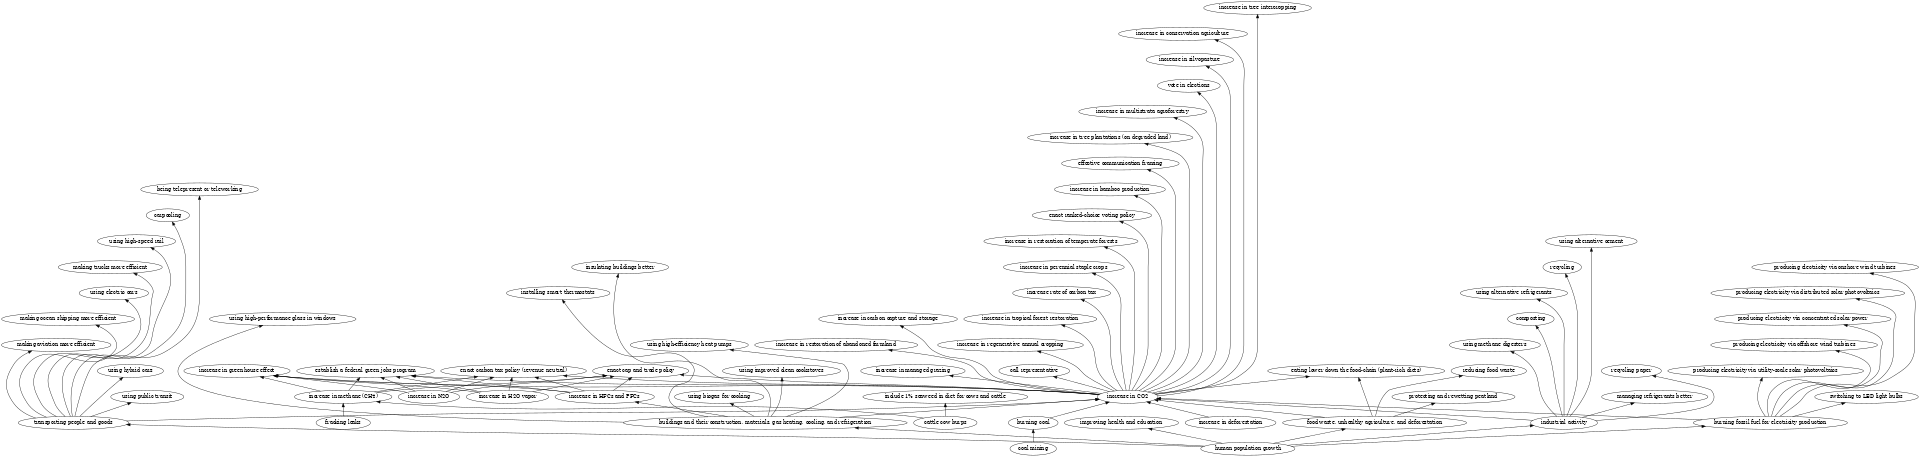 increase in tree intercropping
increase in conservation agriculture
increase in silvopasture
vote in elections
increase in multistrata agroforestry
increase in tree plantations (on degraded land)
effective communication framing
being telepresent or teleworking
increase in bamboo production
carpooling
enact ranked-choice voting policy
using high-speed rail
increase in restoration of temperate forests
using alternative cement
making trucks more efficient
insulating buildings better
increase in perennial staple crops
recycling
producing electricity via onshore wind turbines
using electric cars
installing smart thermostats
increase rate of carbon tax
using alternative refrigerants
producing electricity via distributed solar photovoltaics
making ocean shipping more efficient
using high-performance glass in windows
increase in carbon capture and storage
increase in tropical forest restoration
composting
producing electricity via concentrated solar power
making aviation more efficient
using high-efficiency heat pumps
increase in restoration of abandoned farmland
increase in regenerative annual cropping
using methane digesters
producing electricity via offshore wind turbines
using hybrid cars
increase in greenhouse effect
establish a federal green jobs program
enact carbon tax policy (revenue neutral)
enact cap and trade policy
using improved clean cookstoves
increase in managed grazing
call representative
eating lower down the food-chain (plant-rich diets)
reducing food waste
recycling paper
producing electricity via utility-scale solar photovoltaics
using public transit
increase in methane (CH4)
increase in N2O
increase in H2O vapor
increase in HFCs and PFCs
using biogas for cooking
include 1% seaweed in diet for cows and cattle
increase in CO2
protecting and rewetting peatland
managing refrigerants better
switching to LED light bulbs
transporting people and goods
fracking leaks
buildings and their construction, materials, gas heating, cooling, and refrigeration
cattle cow burps
burning coal
improving health and education
increase in deforestation
food waste, unhealthy agriculture, and deforestation
industrial activity
burning fossil fuel for electricity production
coal mining
human population growth